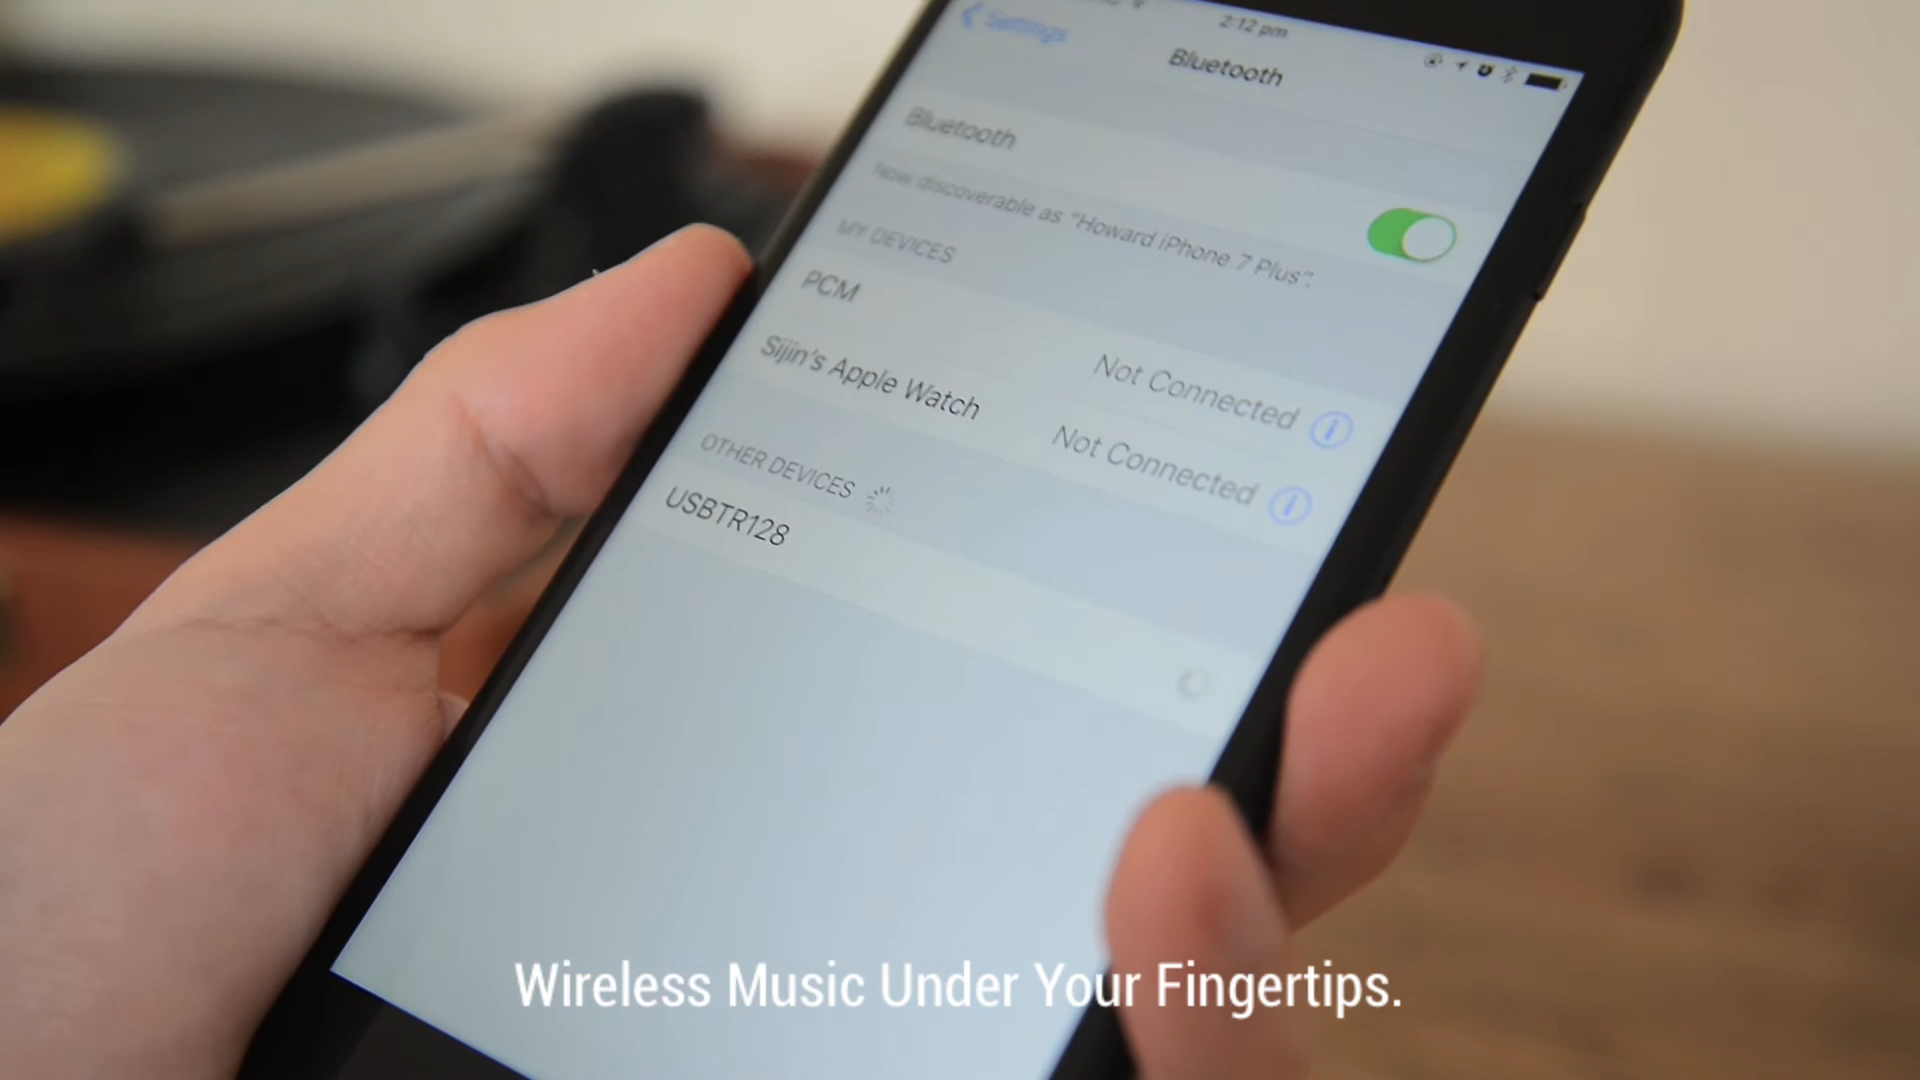 2:12 pm
Settings
Bluetooth
Bluetooth
Now discoverable as "Howard iPhone 7 Plus".
MY DEVICES
PCM Not Connected
Sijin's Apple Watch Not Connected
OTHER DEVICES
USBTR128
Wireless Music Under Your Fingertips.